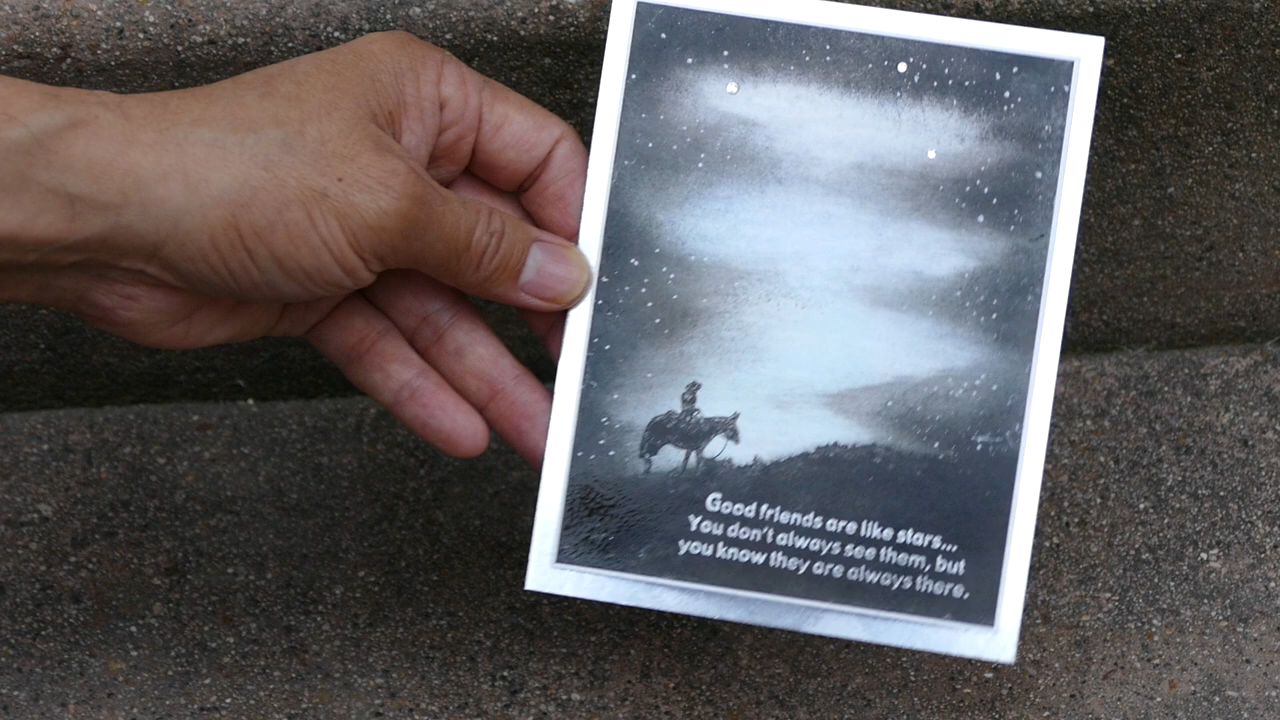 Good friends are like stars...
You don't always see them, but
you know they are always there.